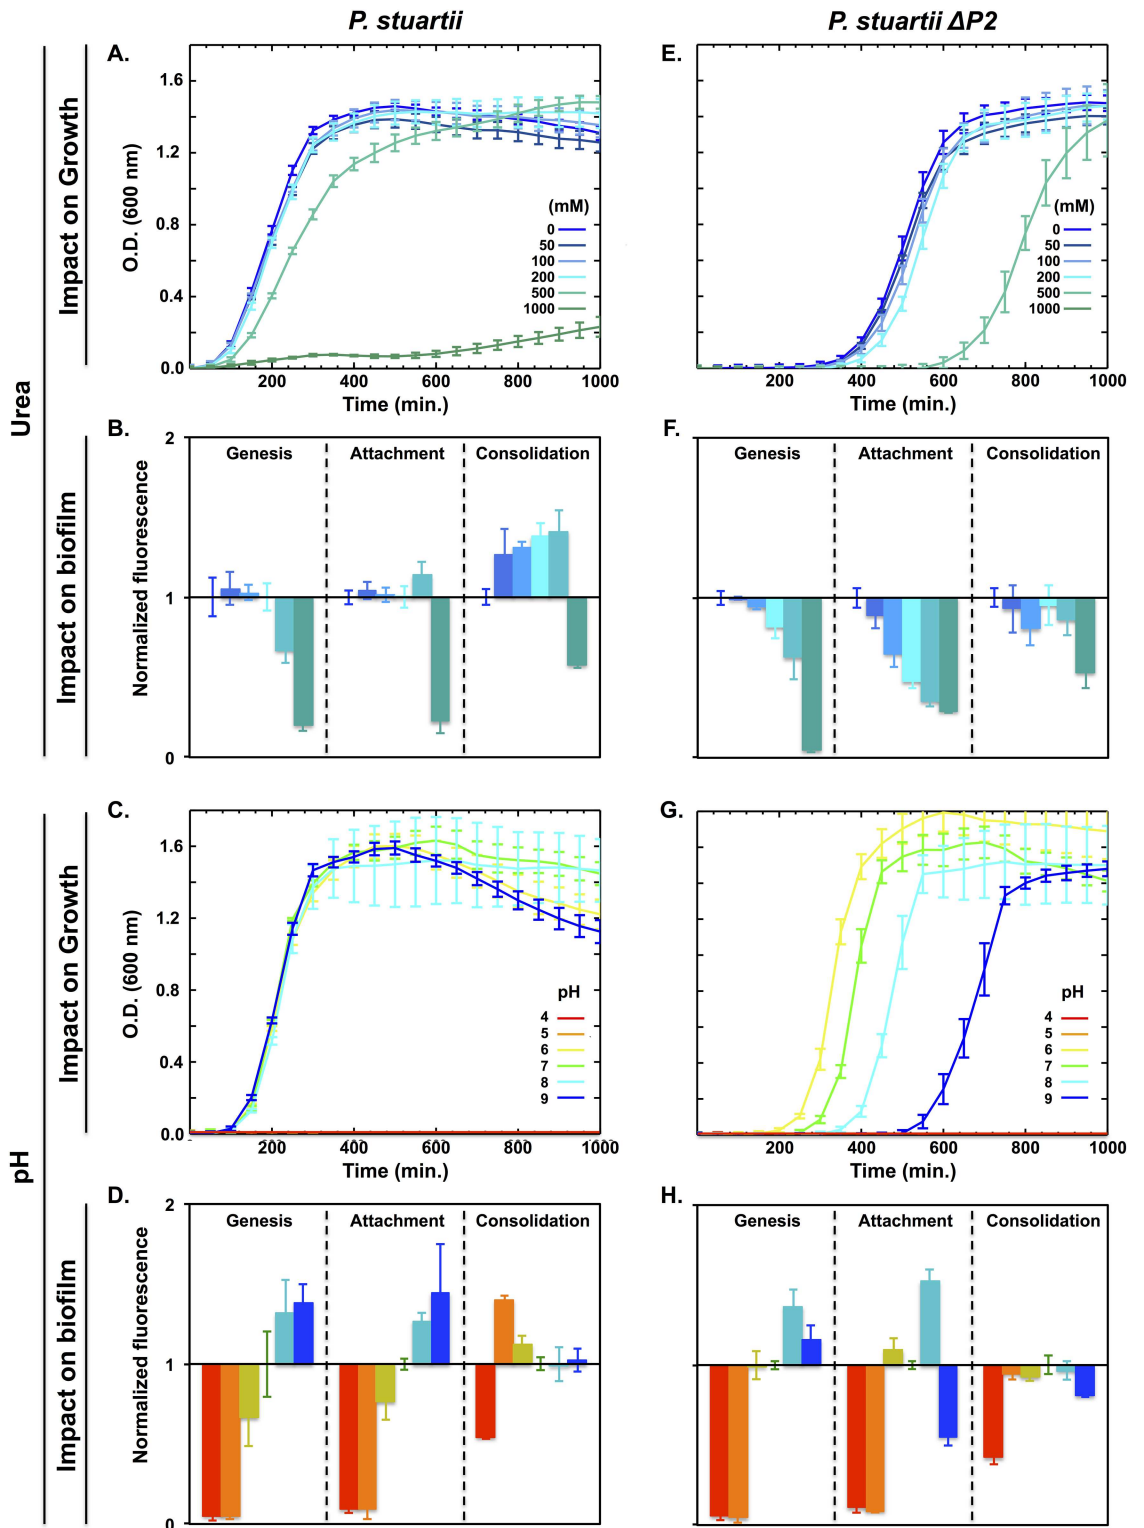 P. stuartii
P. stuartii ΔP2
Urea
Impact on Growth
A.
O.D. (600 nm)
1.6
1.2
0.8
0.4
0.0
(mM)
0
50
100
200
500
1000
200 400 600 800 1000
Time (min.)
E.
(mM)
0
50
100
200
500
1000
200 400 600 800 1000
Time (min.)
Impact on biofilm
B.
Normalized fluorescence
2
1
0
Genesis Attachment Consolidation
F.
Genesis Attachment Consolidation
pH
Impact on Growth
C.
O.D. (600 nm)
1.6
1.2
0.8
0.4
0.0
pH
4
5
6
7
8
9
200 400 600 800 1000
Time (min.)
G.
pH
4
5
6
7
8
9
200 400 600 800 1000
Time (min.)
Impact on biofilm
D.
Normalized fluorescence
2
1
0
Genesis Attachment Consolidation
H.
Genesis Attachment Consolidation